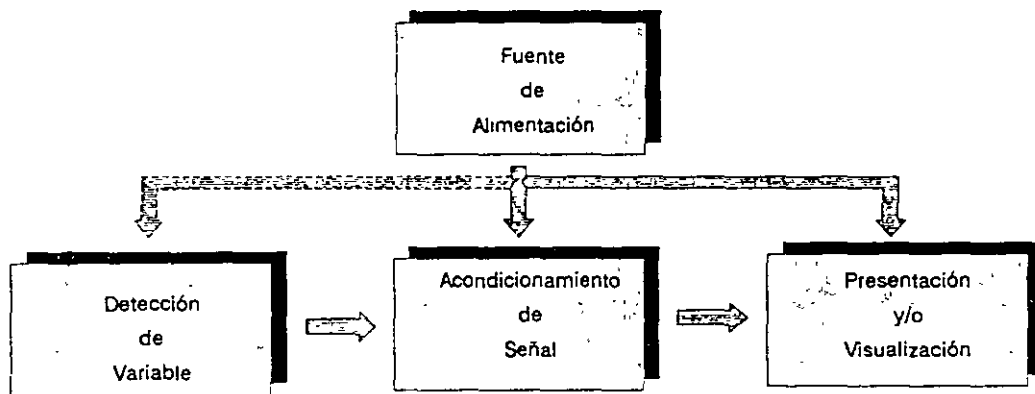 Fuente
de
Alimentación
Detección
de
Variable
Acondicionamiento
de
Señal
Presentación
y/o
Visualización